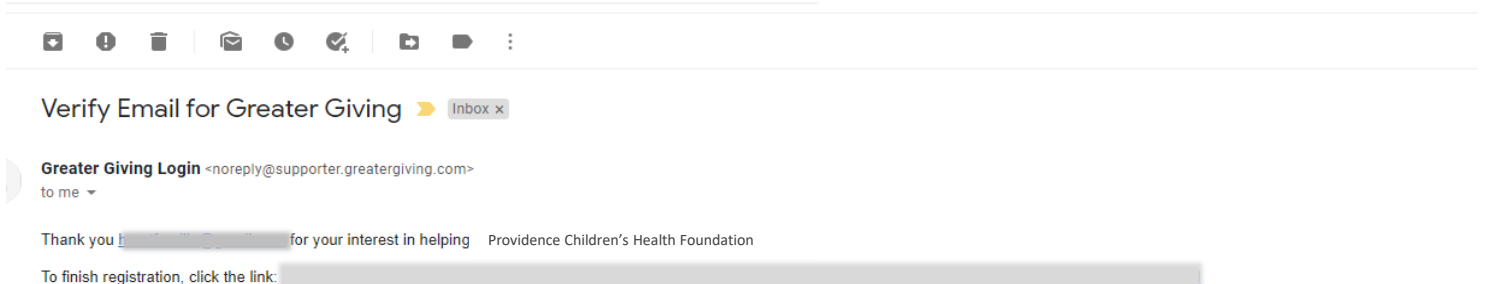 Verify Email for Greater Giving Inbox ×
Greater Giving Login <noreply@supporter.greatergiving.com>
to me
Thank you for your interest in helping Providence Children’s Health Foundation
To finish registration, click the link: